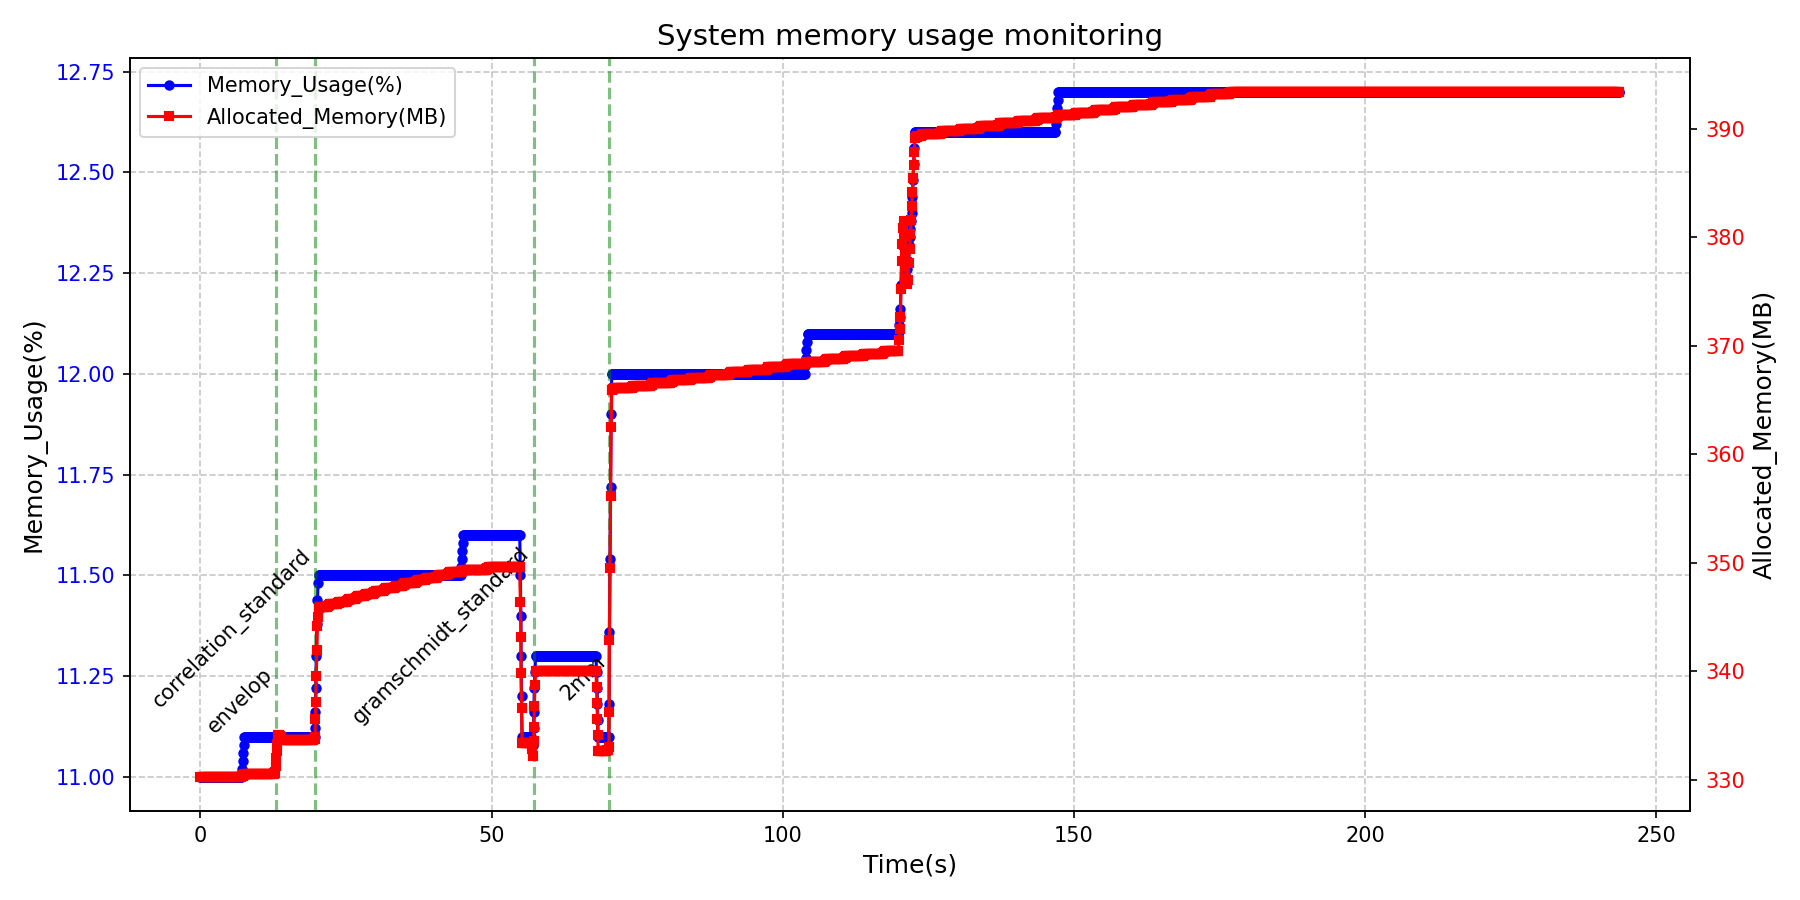 System memory usage monitoring
Memory_Usage(%)
Allocated_Memory(MB)
12.75
12.50
12.25
12.00
11.75
11.50
11.25
11.00
Memory_Usage(%)
390
380
370
360
350
340
330
Allocated_Memory(MB)
correlation_standard
envelop
gramschmidt_standard
0
50
100
150
200
250
Time(s)